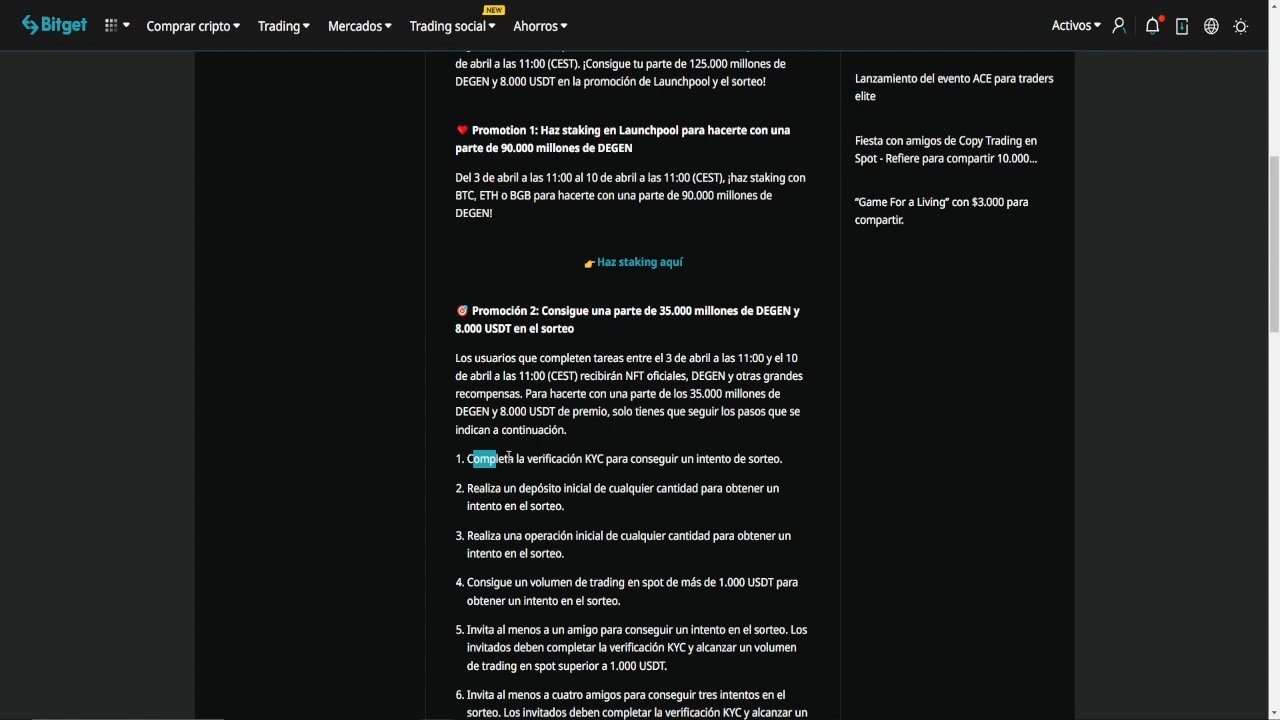 Bitget
Comprar cripto
Trading
Mercados
Trading social
NEW
Ahorros
Activos
de abril a las 11:00 (CEST). ¡Consigue tu parte de 125.000 millones de
DEGEN y 8.000 USDT en la promoción de Launchpool y el sorteo!
Promotion 1: Haz staking en Launchpool para hacerte con una
parte de 90.000 millones de DEGEN
Del 3 de abril a las 11:00 al 10 de abril a las 11:00 (CEST), ¡haz staking con
BTC, ETH o BGB para hacerte con una parte de 90.000 millones de
DEGEN!
Haz staking aquí
Promoción 2: Consigue una parte de 35.000 millones de DEGEN y
8.000 USDT en el sorteo
Los usuarios que completen tareas entre el 3 de abril a las 11:00 y el 10
de abril a las 11:00 (CEST) recibirán NFT oficiales, DEGEN y otras grandes
recompensas. Para hacerte con una parte de los 35.000 millones de
DEGEN y 8.000 USDT de premio, solo tienes que seguir los pasos que se
indican a continuación.
1. Completa la verificación KYC para conseguir un intento de sorteo.
2. Realiza un depósito inicial de cualquier cantidad para obtener un
intento en el sorteo.
3. Realiza una operación inicial de cualquier cantidad para obtener un
intento en el sorteo.
4. Consigue un volumen de trading en spot de más de 1.000 USDT para
obtener un intento en el sorteo.
5. Invita al menos a un amigo para conseguir un intento en el sorteo. Los
invitados deben completar la verificación KYC y alcanzar un volumen
de trading en spot superior a 1.000 USDT.
6. Invita al menos a cuatro amigos para conseguir tres intentos en el
sorteo. Los invitados deben completar la verificación KYC y alcanzar un
Lanzamiento del evento ACE para traders
elite
Fiesta con amigos de Copy Trading en
Spot - Refiere para compartir 10.000...
“Game For a Living” con $3.000 para
compartir.